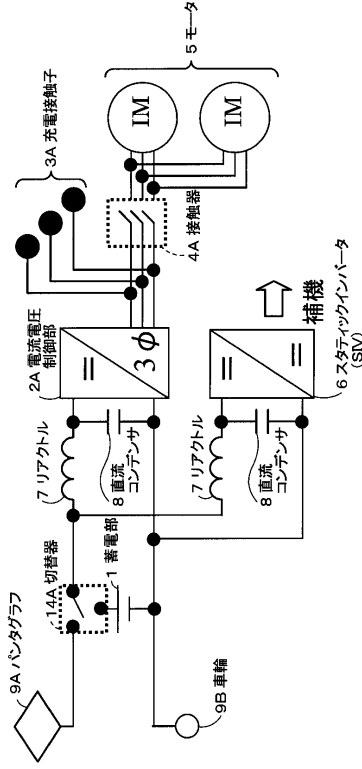 9A パンタグラフ
14A 切替器
1 蓄電部
9B 車輪
7 リアクトル
8 直流
コンデンサ
2A 電流電圧
制御部
3φ
3A 充電接触子
4A 接触器
IM
IM
5 モータ
7 リアクトル
8 直流
コンデンサ
補機
6 スタティックインバータ
(SIV)